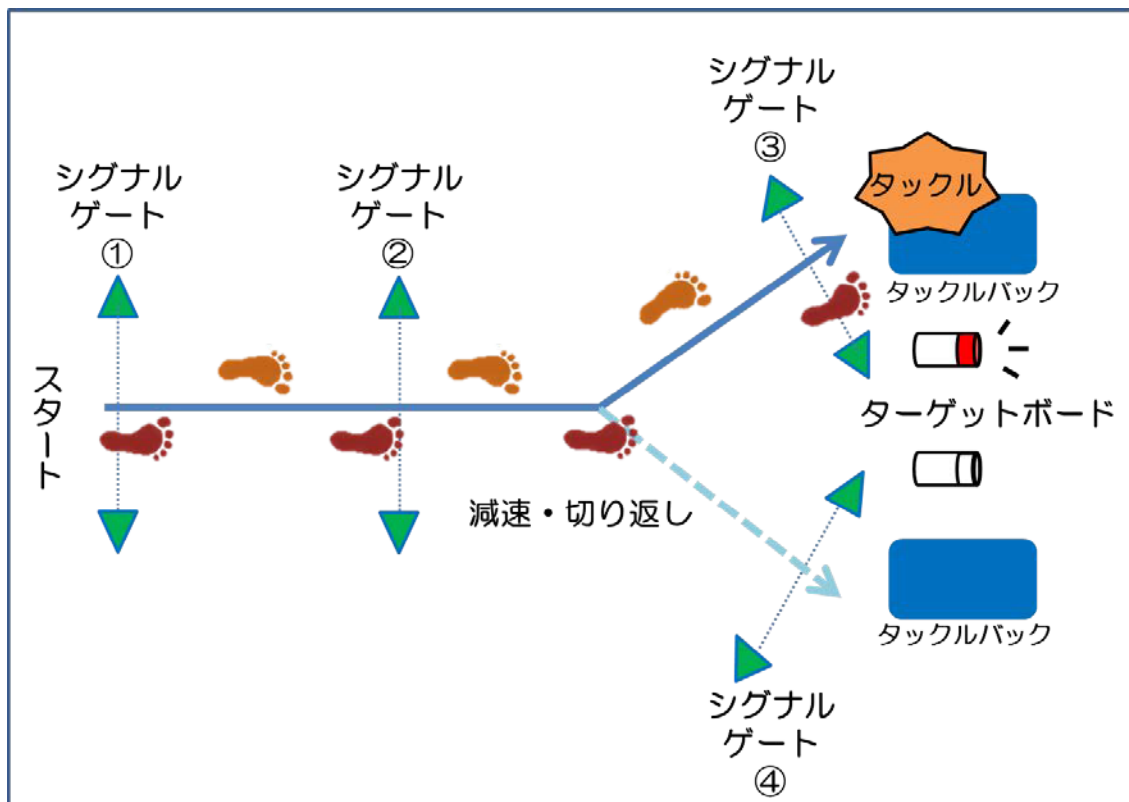 シグナル
ゲート
①
シグナル
ゲート
②
シグナル
ゲート
③
タックル
タックルバック
スタート
ターゲットボード
減速・切り返し
タックルバック
シグナル
ゲート
④